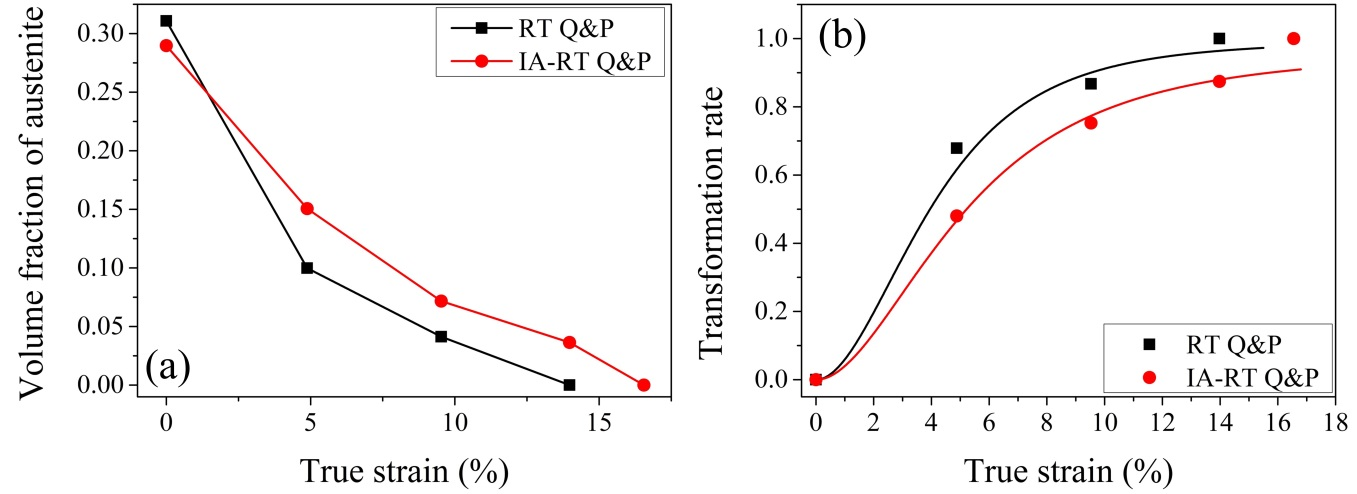 Volume fraction of austenite
0.30
0.25
0.20
0.15
0.10
0.05
0.00
RT Q&P
IA-RT Q&P
(a)
0
5
10
15
True strain (%)
Transformation rate
1.0
0.8
0.6
0.4
0.2
0.0
(b)
RT Q&P
IA-RT Q&P
0
2
4
6
8
10
12
14
16
18
True strain (%)